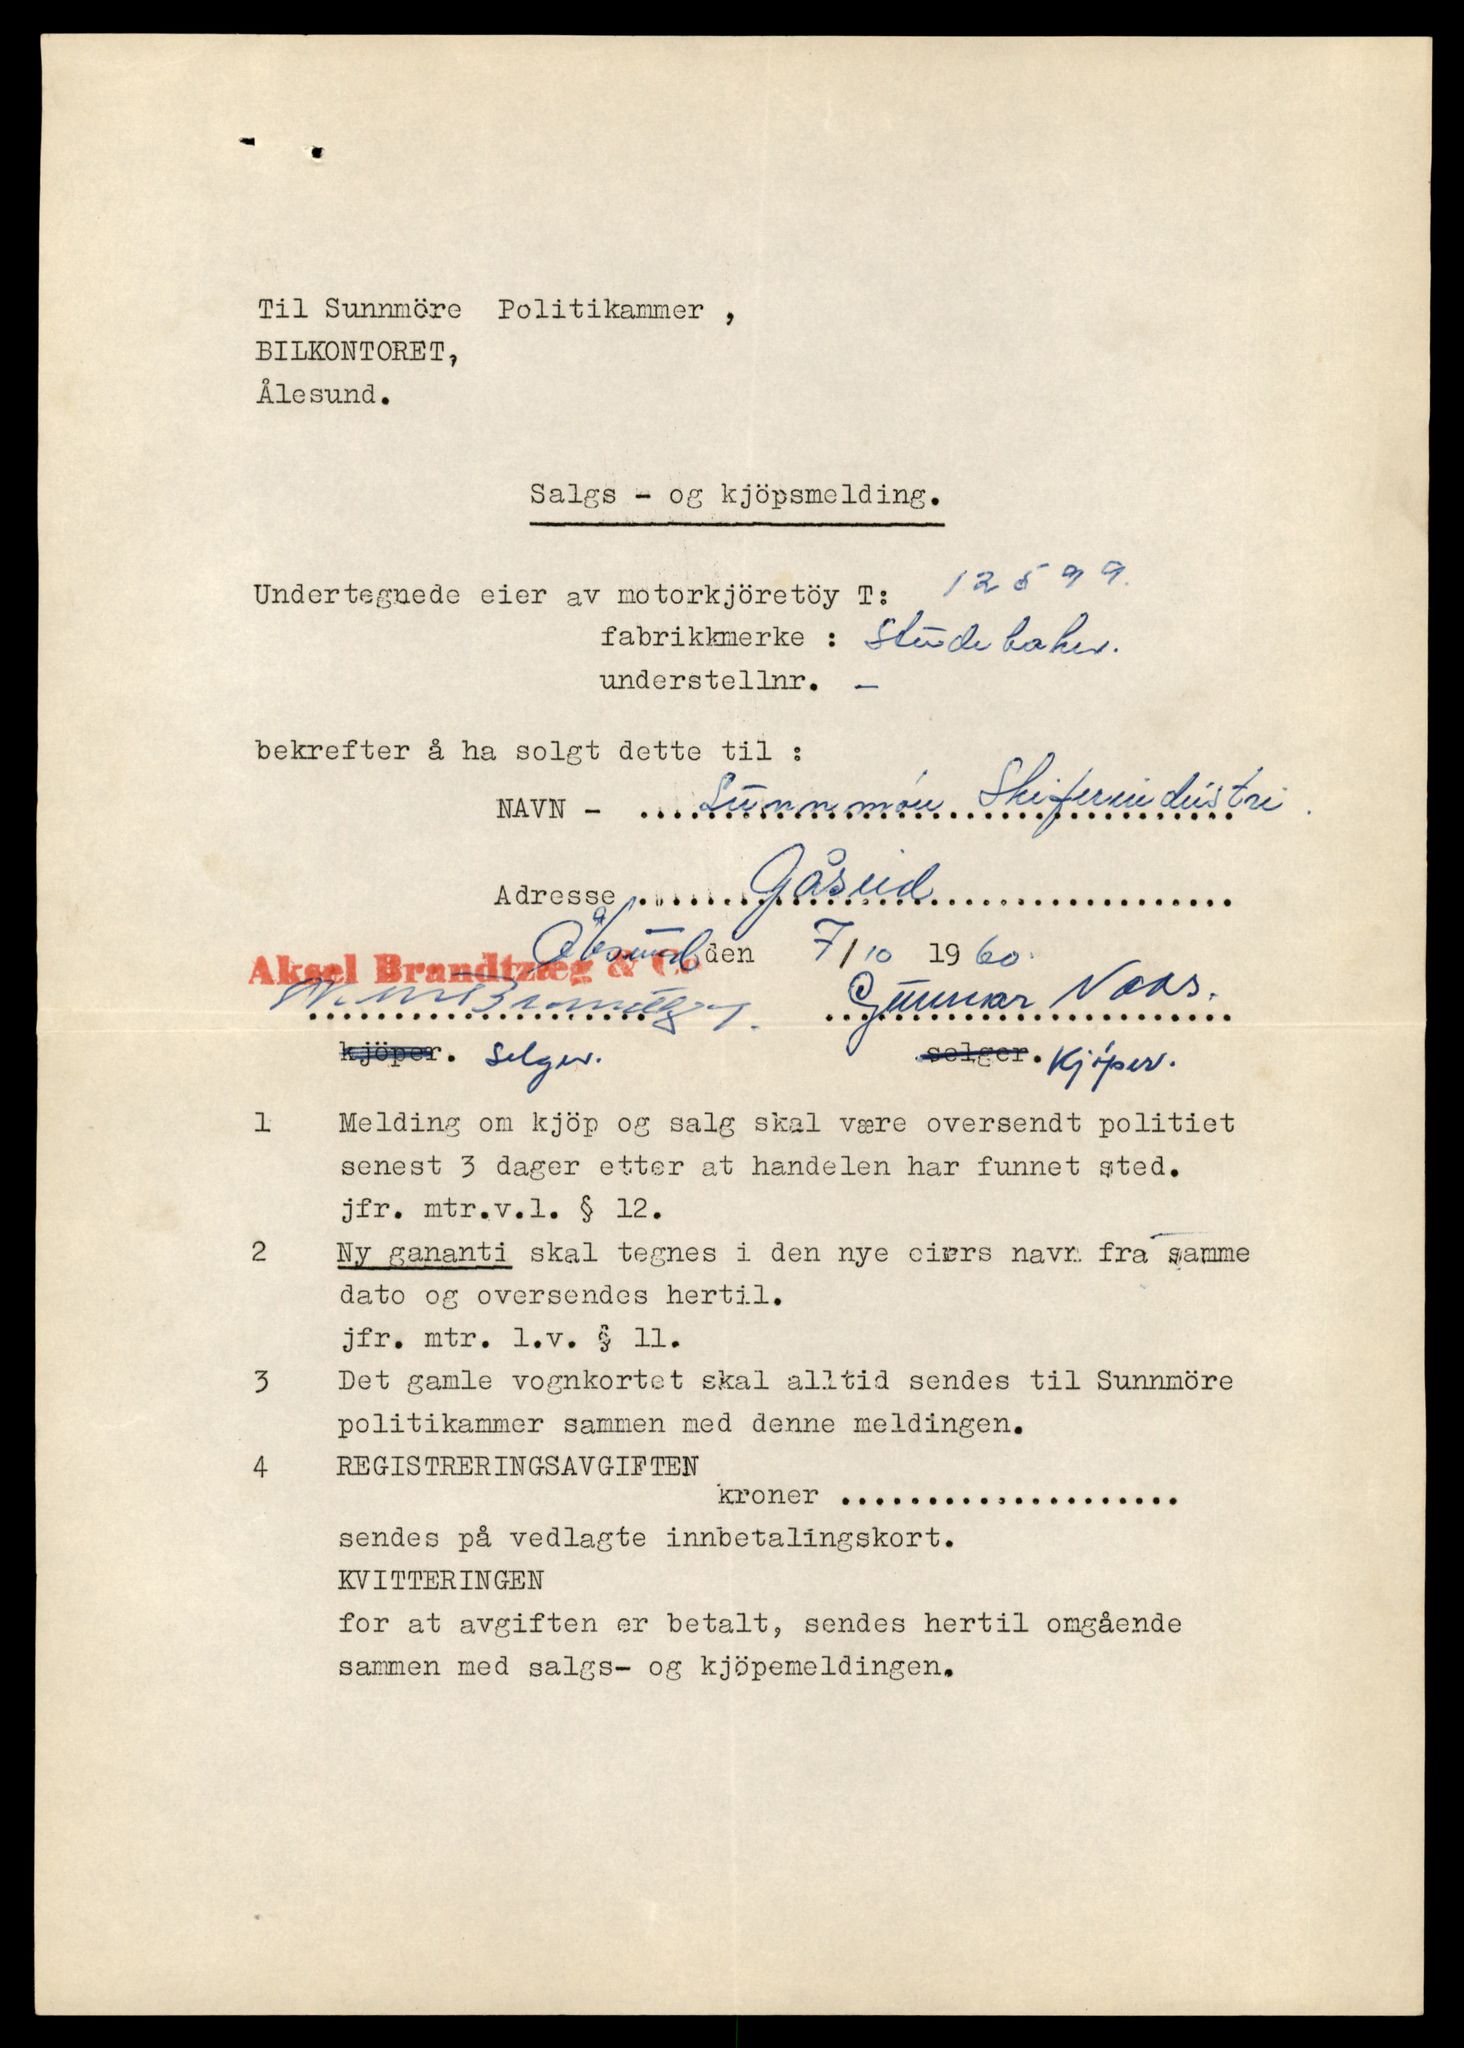 Til Sunnmöre Politikammer ,
BILKONTORET,
Ålesund.
Salgs - og kjöpsmelding.
Undertegnede eier av motorkjöretöy T: 12599.
fabrikkmerke : Studebaker.
understellnr. -
bekrefter å ha solgt dette til :
NAVN - Sunnmöre Skiferindustri.
Adresse Gåseid
Ålesund den 7/10 1960.
Aksel Brandtzæg & Co
Gunnar
kjöper. Selger. selger. Kjöper.
1 Melding om kjöp og salg skal være oversendt politiet
senest 3 dager etter at handelen har funnet sted.
jfr. mtr.v.l. § 12.
2 Ny gananti skal tegnes i den nye eiers navn fra samme
dato og oversendes hertil.
jfr. mtr. l.v. § 11.
3 Det gamle vognkortet skal alltid sendes til Sunnmöre
politikammer sammen med denne meldingen.
4 REGISTRERINGSAVGIFTEN
kroner ....................
sendes på vedlagte innbetalingskort.
KVITTERINGEN
for at avgiften er betalt, sendes hertil omgående
sammen med salgs- og kjöpemeldingen.